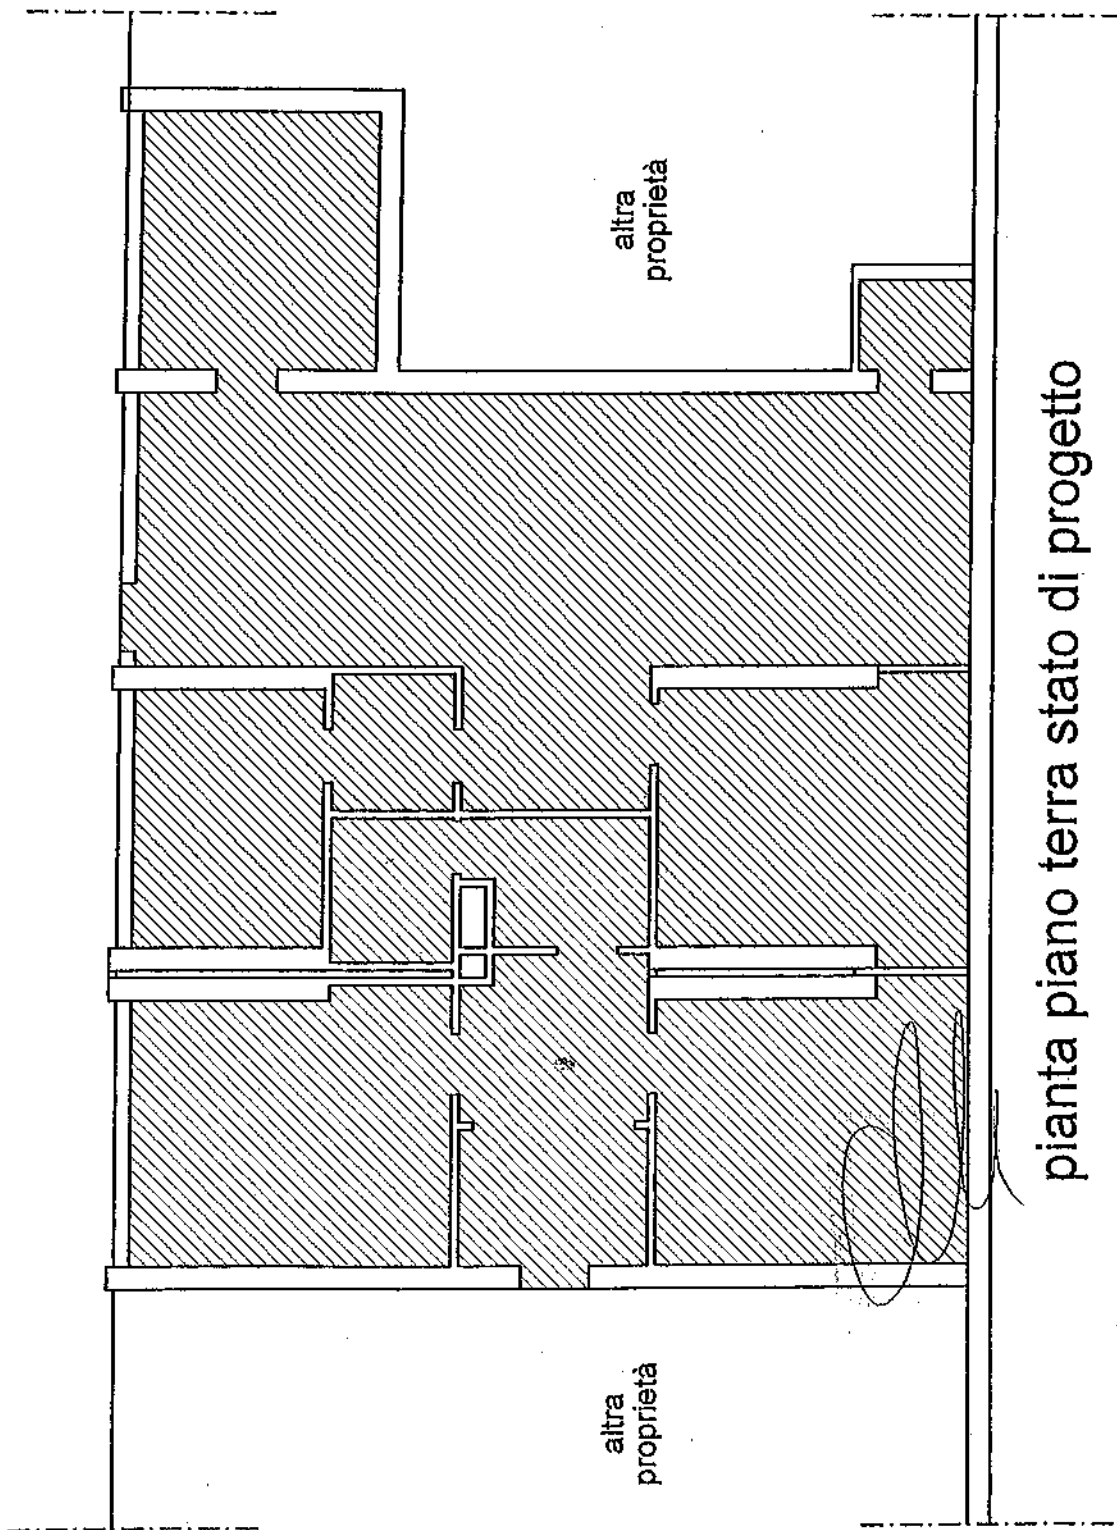 altra
proprietà
altra
proprietà
pianta piano terra stato di progetto